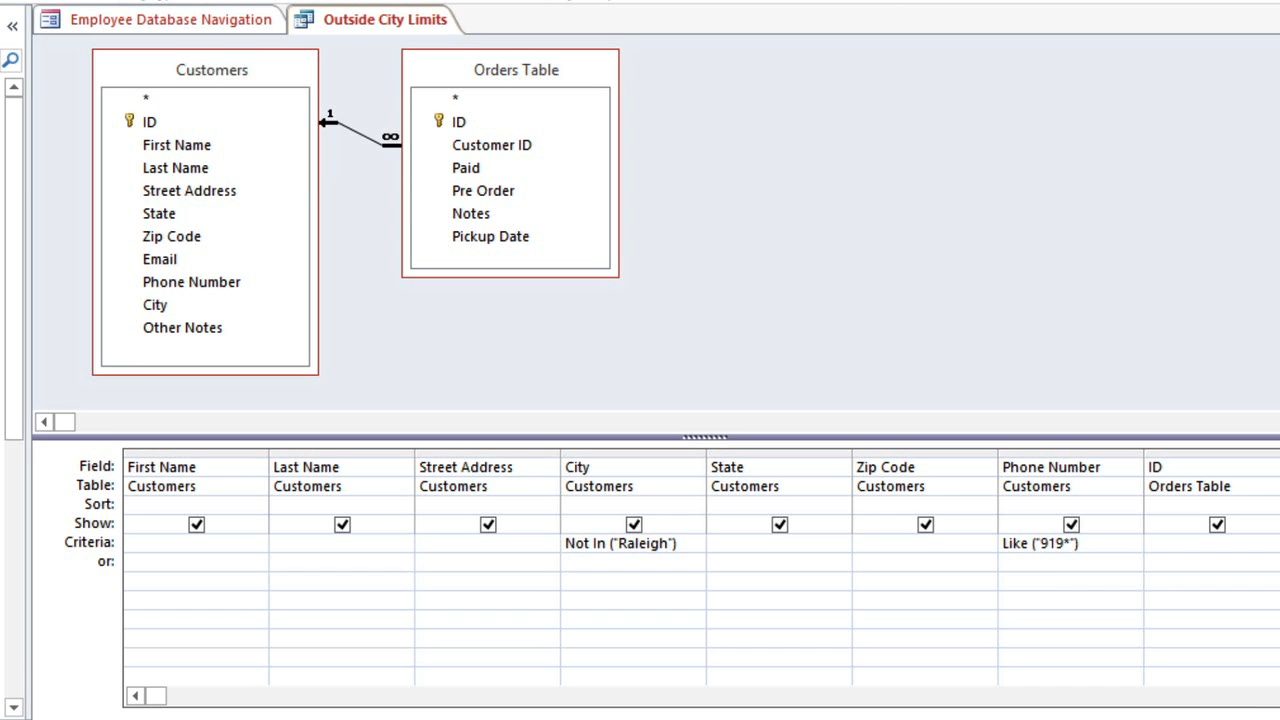 Employee Database Navigation Outside City Limits
Customers
*
ID
First Name
Last Name
Street Address
State
Zip Code
Email
Phone Number
City
Other Notes
1
∞
Orders Table
*
ID
Customer ID
Paid
Pre Order
Notes
Pickup Date
Field: First Name Last Name Street Address City State Zip Code Phone Number ID
Table: Customers Customers Customers Customers Customers Customers Customers Orders Table
Sort:
Show:
Criteria: Not In ("Raleigh") Like ("919*")
or: